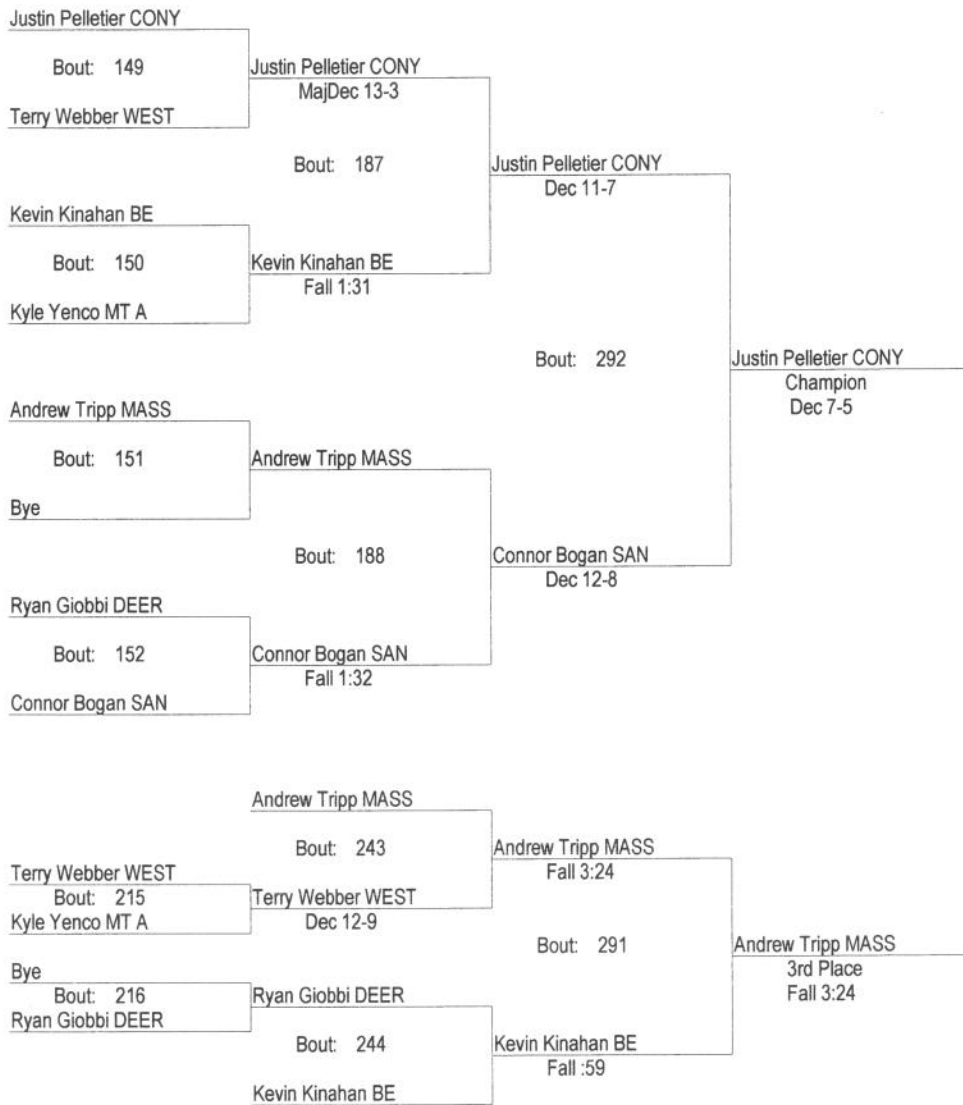 Justin Pelletier CONY
Bout: 149
Justin Pelletier CONY
MajDec 13-3
Terry Webber WEST
Bout: 187
Justin Pelletier CONY
Dec 11-7
Kevin Kinahan BE
Bout: 150
Kevin Kinahan BE
Fall 1:31
Kyle Yenco MT A
Bout: 292
Justin Pelletier CONY
Champion
Dec 7-5
Andrew Tripp MASS
Bout: 151
Andrew Tripp MASS
Bye
Bout: 188
Connor Bogan SAN
Dec 12-8
Ryan Giobbi DEER
Bout: 152
Connor Bogan SAN
Fall 1:32
Connor Bogan SAN
Andrew Tripp MASS
Bout: 243
Andrew Tripp MASS
Fall 3:24
Terry Webber WEST
Bout: 215
Terry Webber WEST
Dec 12-9
Kyle Yenco MT A
Bout: 291
Andrew Tripp MASS
3rd Place
Fall 3:24
Bye
Bout: 216
Ryan Giobbi DEER
Ryan Giobbi DEER
Bout: 244
Kevin Kinahan BE
Fall :59
Kevin Kinahan BE